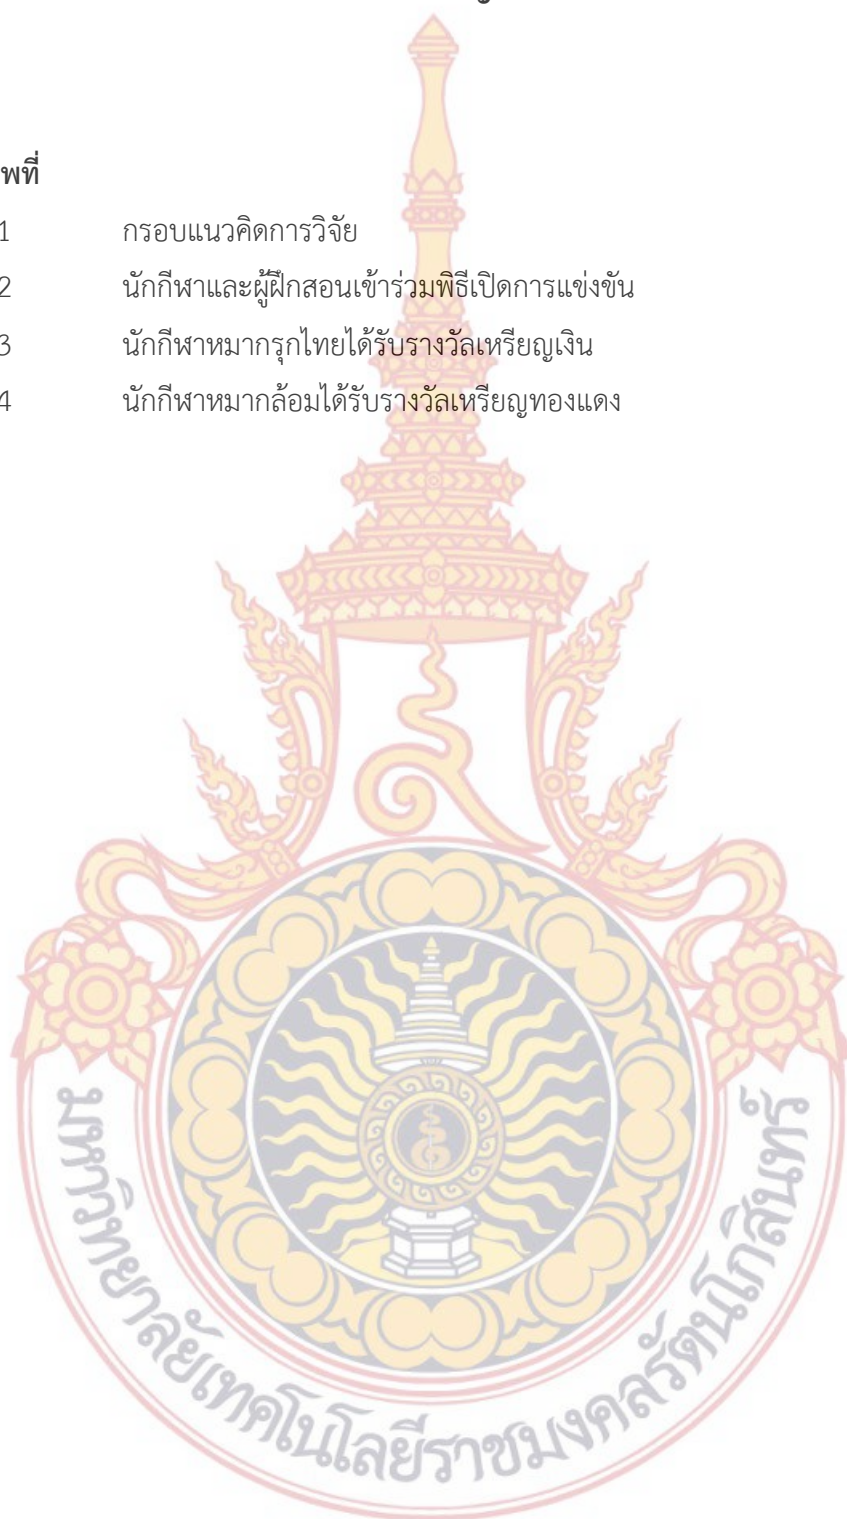 พที่
1 กรอบแนวคิดการวิจัย
2 นักกีฬาและผู้ฝึกสอนเข้าร่วมพิธีเปิดการแข่งขัน
3 นักกีฬาหมากรุกไทยได้รับรางวัลเหรียญเงิน
4 นักกีฬาหมากล้อมได้รับรางวัลเหรียญทองแดง
มหาวิทยาลัยเทคโนโลยีราชมงคลรัตนโกสินทร์